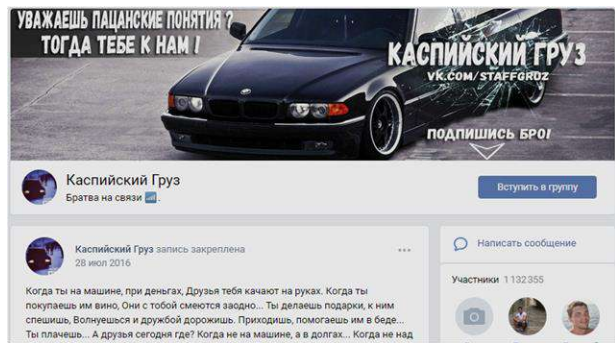 УВАЖАЕШЬ ПАЦАНСКИЕ ПОНЯТИЯ ?
ТОГДА ТЕБЕ К НАМ !
КАСПИЙСКИЙ ГРУЗ
VK.COM/STAFFGROZ
ПОДПИШИСЬ БРО!
Каспийский Груз
Братва на связи
Вступить в группу
Каспийский Груз запись закреплена
28 июл 2016
Когда ты на машине, при деньгах, Друзья тебя качают на руках. Когда ты
покупаешь им вино, Они с тобой смеются заодно... Ты делаешь подарки, к ним
спешишь, Волнуешься и дружбой дорожишь. Приходишь, помогаешь им в беде...
Ты плачешь... А друзья сегодня где? Когда не на машине, а в долгах... Когда не над
Написать сообщение
Участники 1 132 355